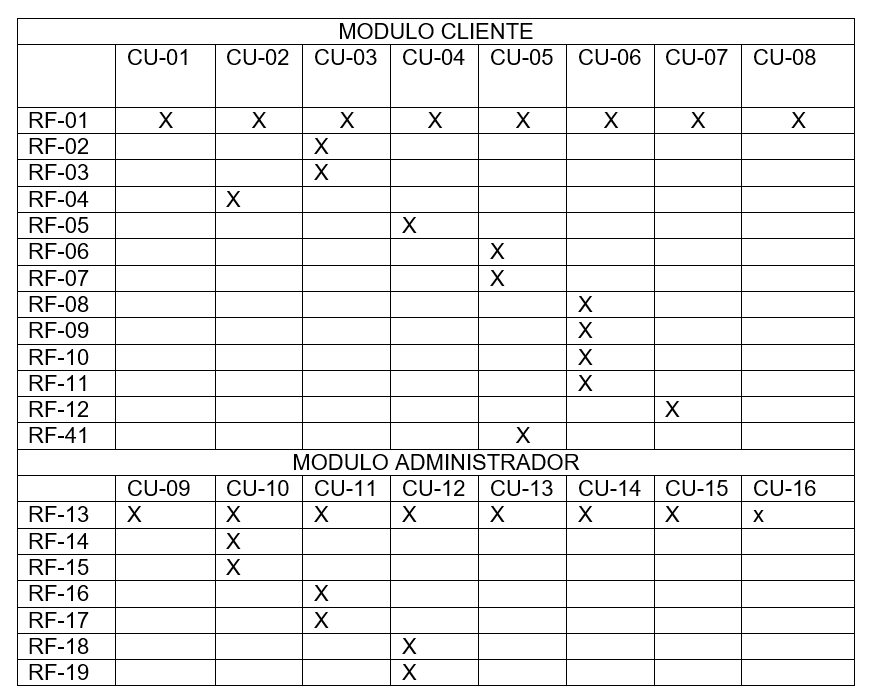 MODULO CLIENTE
CU-01 CU-02 CU-03 CU-04 CU-05 CU-06 CU-07 CU-08
RF-01 X X X X X X X X
RF-02 X
RF-03 X
RF-04 X
RF-05 X
RF-06 X
RF-07 X
RF-08 X
RF-09 X
RF-10 X
RF-11 X
RF-12 X
RF-41 X
MODULO ADMINISTRADOR
CU-09 CU-10 CU-11 CU-12 CU-13 CU-14 CU-15 CU-16
RF-13 X X X X X X X x
RF-14 X
RF-15 X
RF-16 X
RF-17 X
RF-18 X
RF-19 X